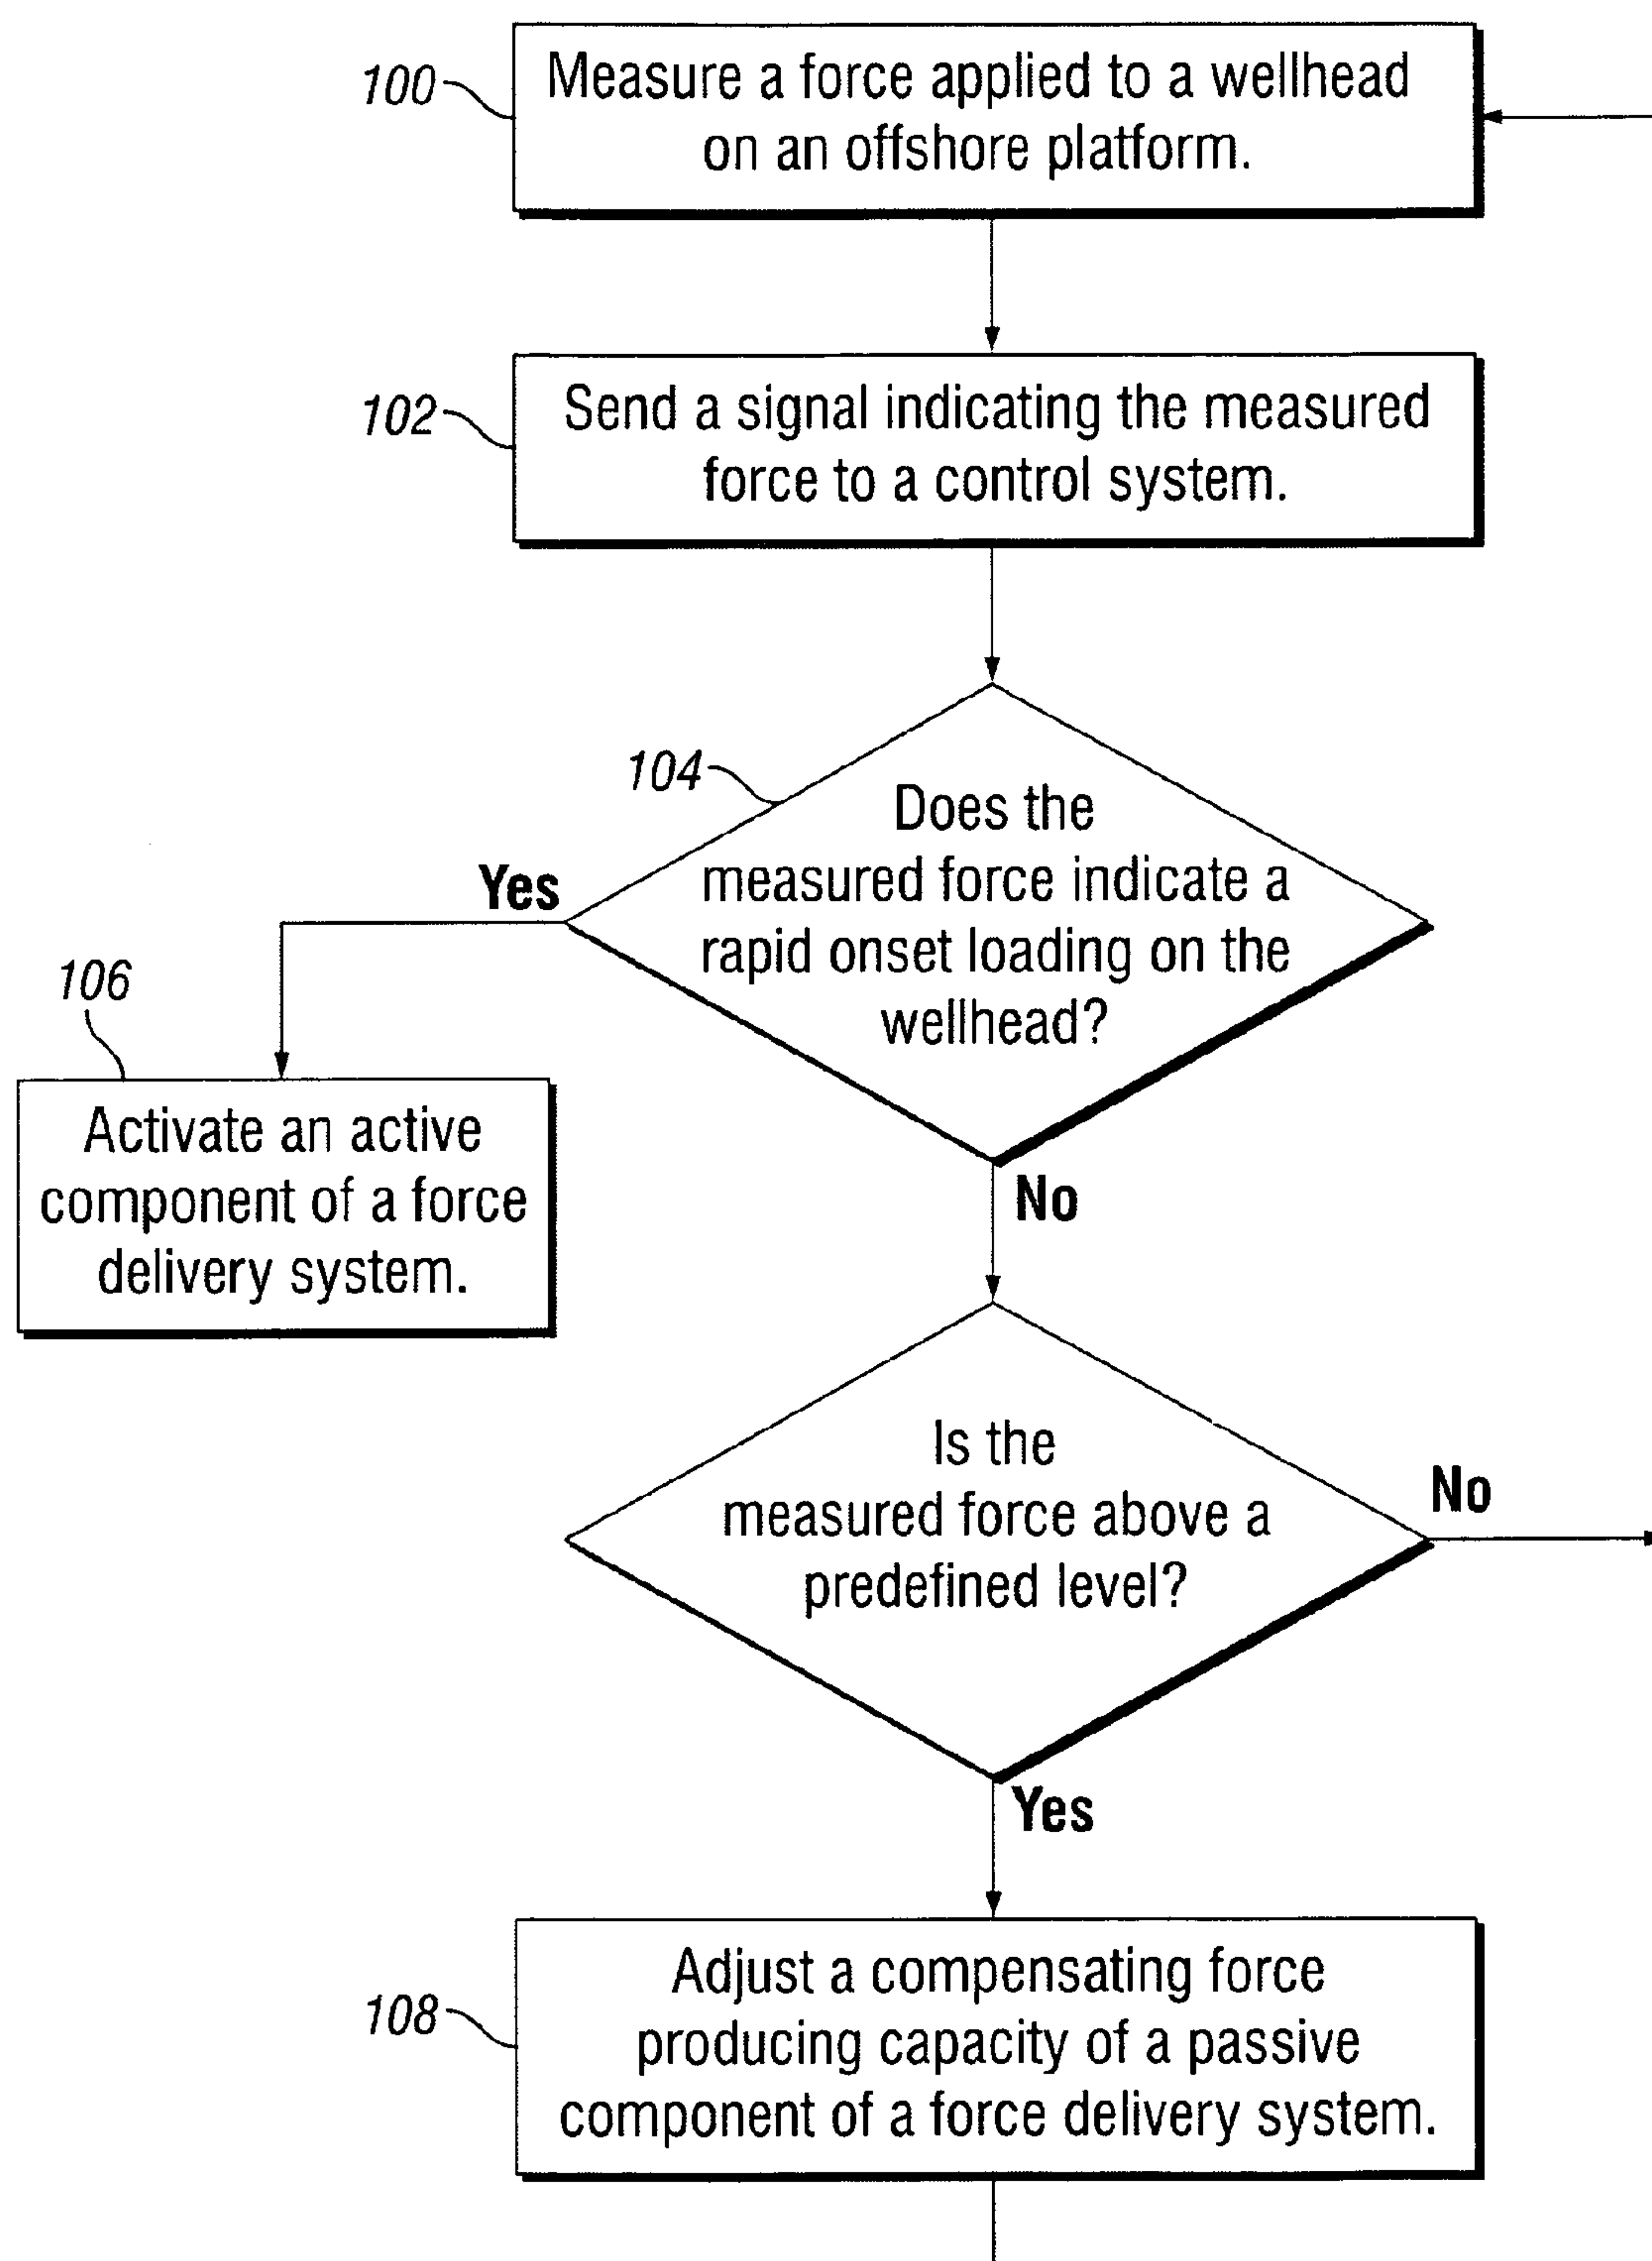 100
Measure a force applied to a wellhead
on an offshore platform.
102
Send a signal indicating the measured
force to a control system.
104
Does the
measured force indicate a
rapid onset loading on the
wellhead?
Yes
106
Activate an active
component of a force
delivery system.
No
Is the
measured force above a
predefined level?
No
Yes
108
Adjust a compensating force
producing capacity of a passive
component of a force delivery system.